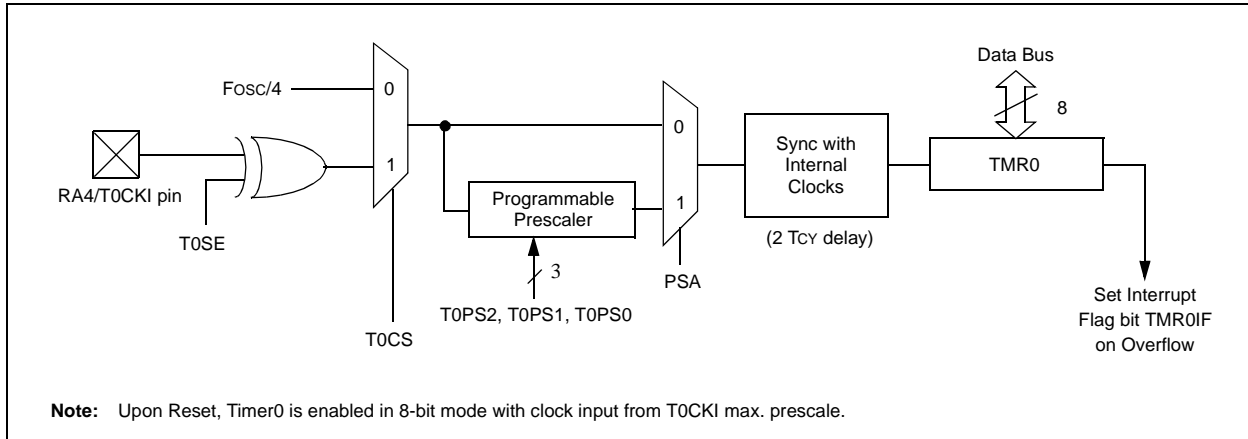 Data Bus
8
FOSC/4
0
1
RA4/T0CKI pin
T0SE
T0CS
Programmable
Prescaler
3
T0PS2, T0PS1, T0PS0
0
1
PSA
Sync with
Internal
Clocks
(2 TCY delay)
TMR0
Set Interrupt
Flag bit TMR0IF
on Overflow
Note: Upon Reset, Timer0 is enabled in 8-bit mode with clock input from T0CKI max. prescale.